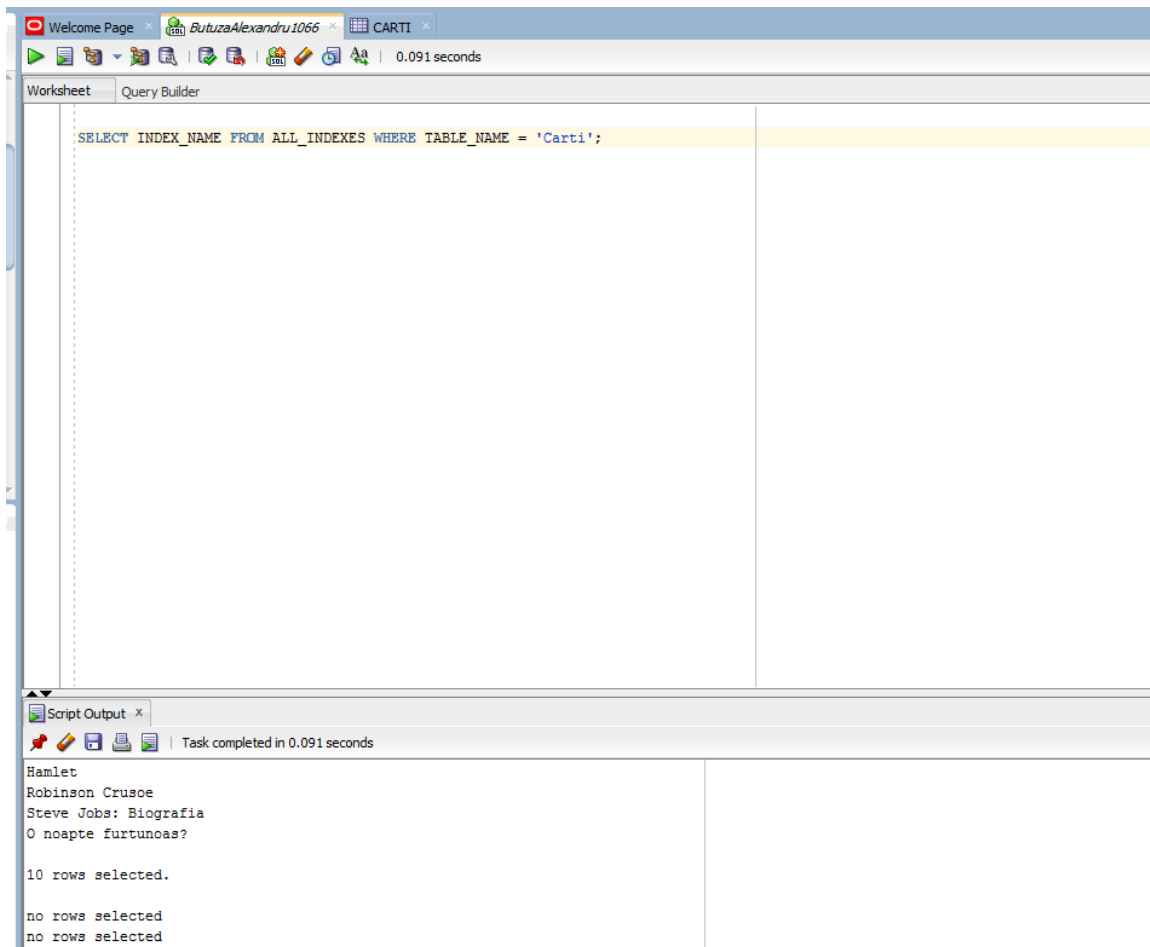 Welcome Page ButuzaAlexandru1066 CARTI
0.091 seconds
Worksheet Query Builder
SELECT INDEX_NAME FROM ALL_INDEXES WHERE TABLE_NAME = 'Carti';
Script Output x
Task completed in 0.091 seconds
Hamlet
Robinson Crusoe
Steve Jobs: Biografia
O noapte furtunoas?
10 rows selected.
no rows selected
no rows selected